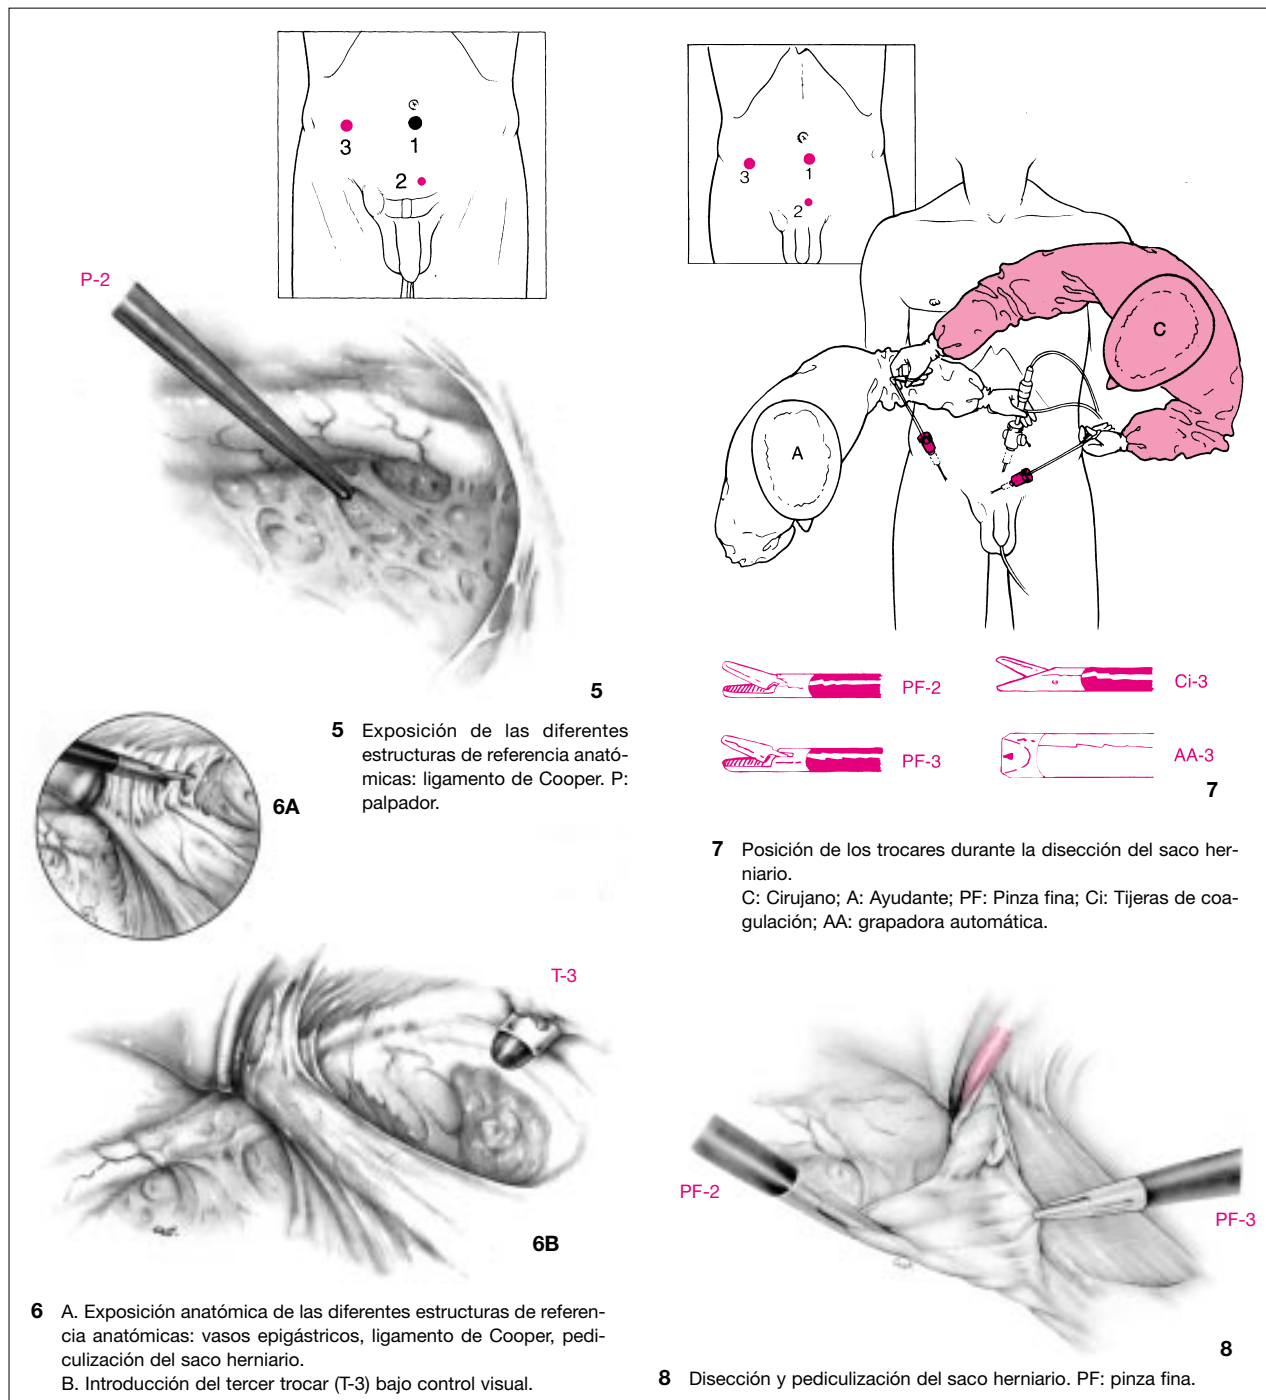 3
1
2
P-2
5
5 Exposición de las diferentes
estructuras de referencia anató-
micas: ligamento de Cooper. P:
palpador.
6A
T-3
6B
6 A. Exposición anatómica de las diferentes estructuras de referen-
cia anatómicas: vasos epigástricos, ligamento de Cooper, pedi-
culización del saco herniario.
B. Introducción del tercer trocar (T-3) bajo control visual.
3
1
2
C
A
PF-2
Ci-3
PF-3
AA-3
7
7 Posición de los trocares durante la disección del saco her-
niario.
C: Cirujano; A: Ayudante; PF: Pinza fina; Ci: Tijeras de coa-
gulación; AA: grapadora automática.
PF-2
PF-3
8
8 Disección y pediculización del saco herniario. PF: pinza fina.